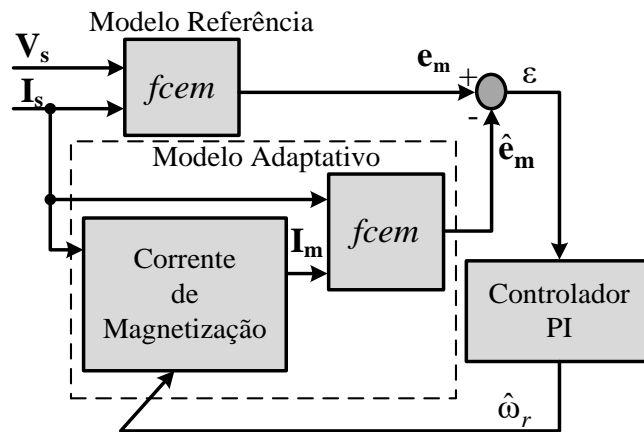 Modelo Referência
V_s
I_s
fcem
e_m
+
ε
-
ê_m
Modelo Adaptativo
fcem
I_m
Corrente
de
Magnetização
Controlador
PI
ω̂_r